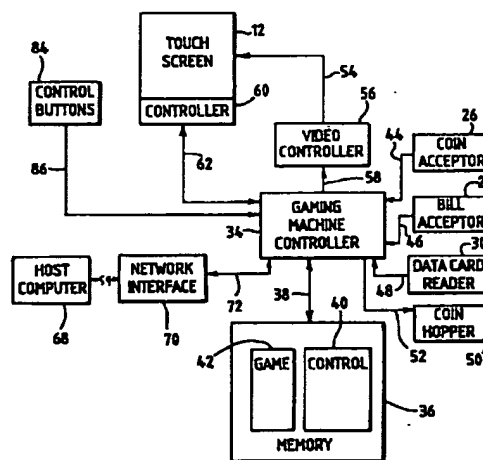 84
CONTROL
BUTTONS
86
TOUCH
SCREEN
12
CONTROLLER
60
62
54
56
VIDEO
CONTROLLER
58
44
26
COIN
ACCEPTOR
BILL
ACCEPTOR
46
34
GAMING
MACHINE
CONTROLLER
DATA CARD
READER
48
COIN
HOPPER
52
50
HOST
COMPUTER
68
NETWORK
INTERFACE
70
72
38
42
40
GAME
CONTROL
MEMORY
36